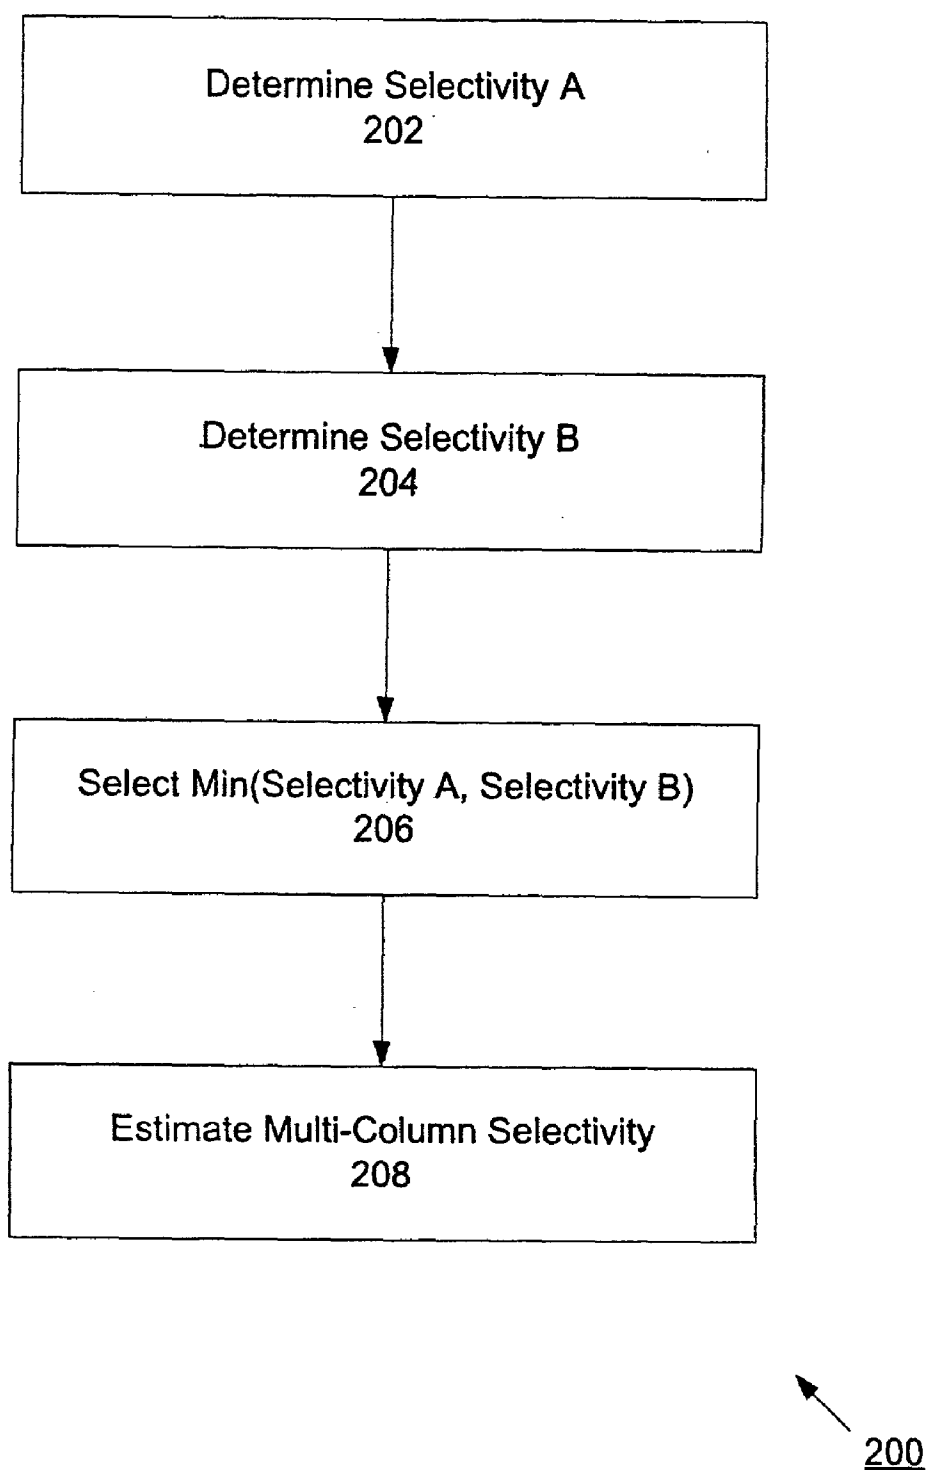 Determine Selectivity A
202
Determine Selectivity B
204
Select Min(Selectivity A, Selectivity B)
206
Estimate Multi-Column Selectivity
208
200